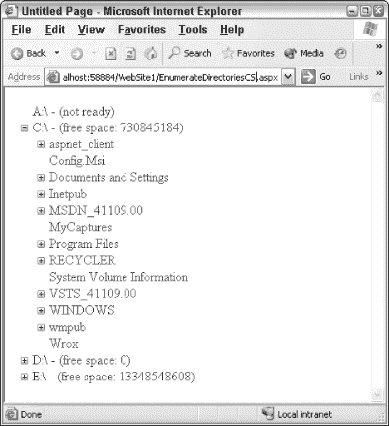 Untitled Page - Microsoft Internet Explorer
File Edit View Favorites Tools Help
Back Search Favorites Media
Address alhost:58884/WebSite1/EnumerateDirectoriesCS.aspx Go Links »
A:\ - (not ready)
C:\ - (free space: 730845184)
aspnet_client
Config.Msi
Documents and Settings
Inetpub
MSDN_41109.00
MyCaptures
Program Files
RECYCLER
System Volume Information
VSTS_41109.00
WINDOWS
wmpub
Wrox
D:\ - (free space: 0)
E:\ (free space: 13348548608)
Done Local intranet